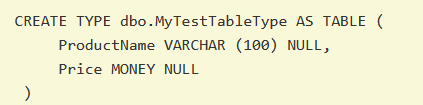 CREATE TYPE dbo.MyTestTableType AS TABLE (
ProductName VARCHAR (100) NULL,
Price MONEY NULL
)